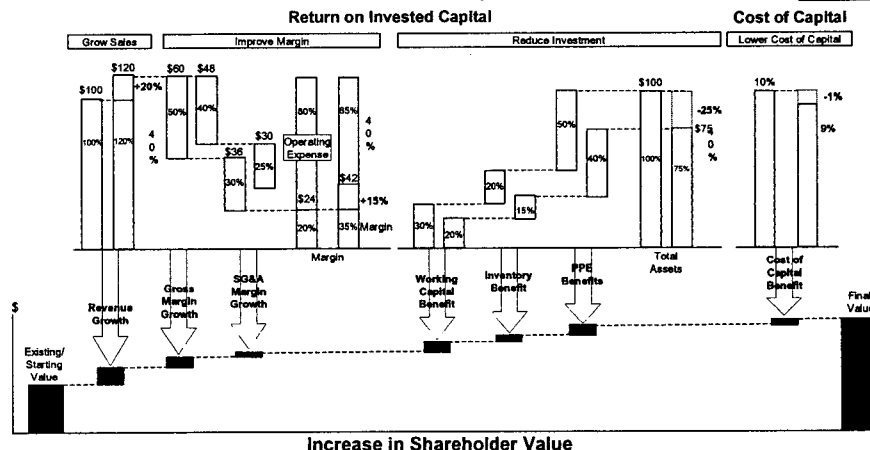 Return on Invested Capital
Cost of Capital
Grow Sales
Improve Margin
Reduce Investment
Lower Cost of Capital
$100
$120
+20%
100%
120%
4
0
%
$60
$48
50%
40%
$36
30%
$30
25%
80%
85%
4
0
%
Operating
Expense
$24
$42
+15%
20%
35%
Margin
Margin
30%
20%
20%
15%
50%
40%
$100
-25%
$75
4
0
%
100%
75%
Total
Assets
10%
-1%
9%
Revenue
Growth
Gross
Margin
Growth
SG&A
Margin
Growth
Working
Capital
Benefit
Inventory
Benefit
PPE
Benefits
Cost of
Capital
Benefit
Final
Value
$
Existing/
Starting
Value
Increase in Shareholder Value